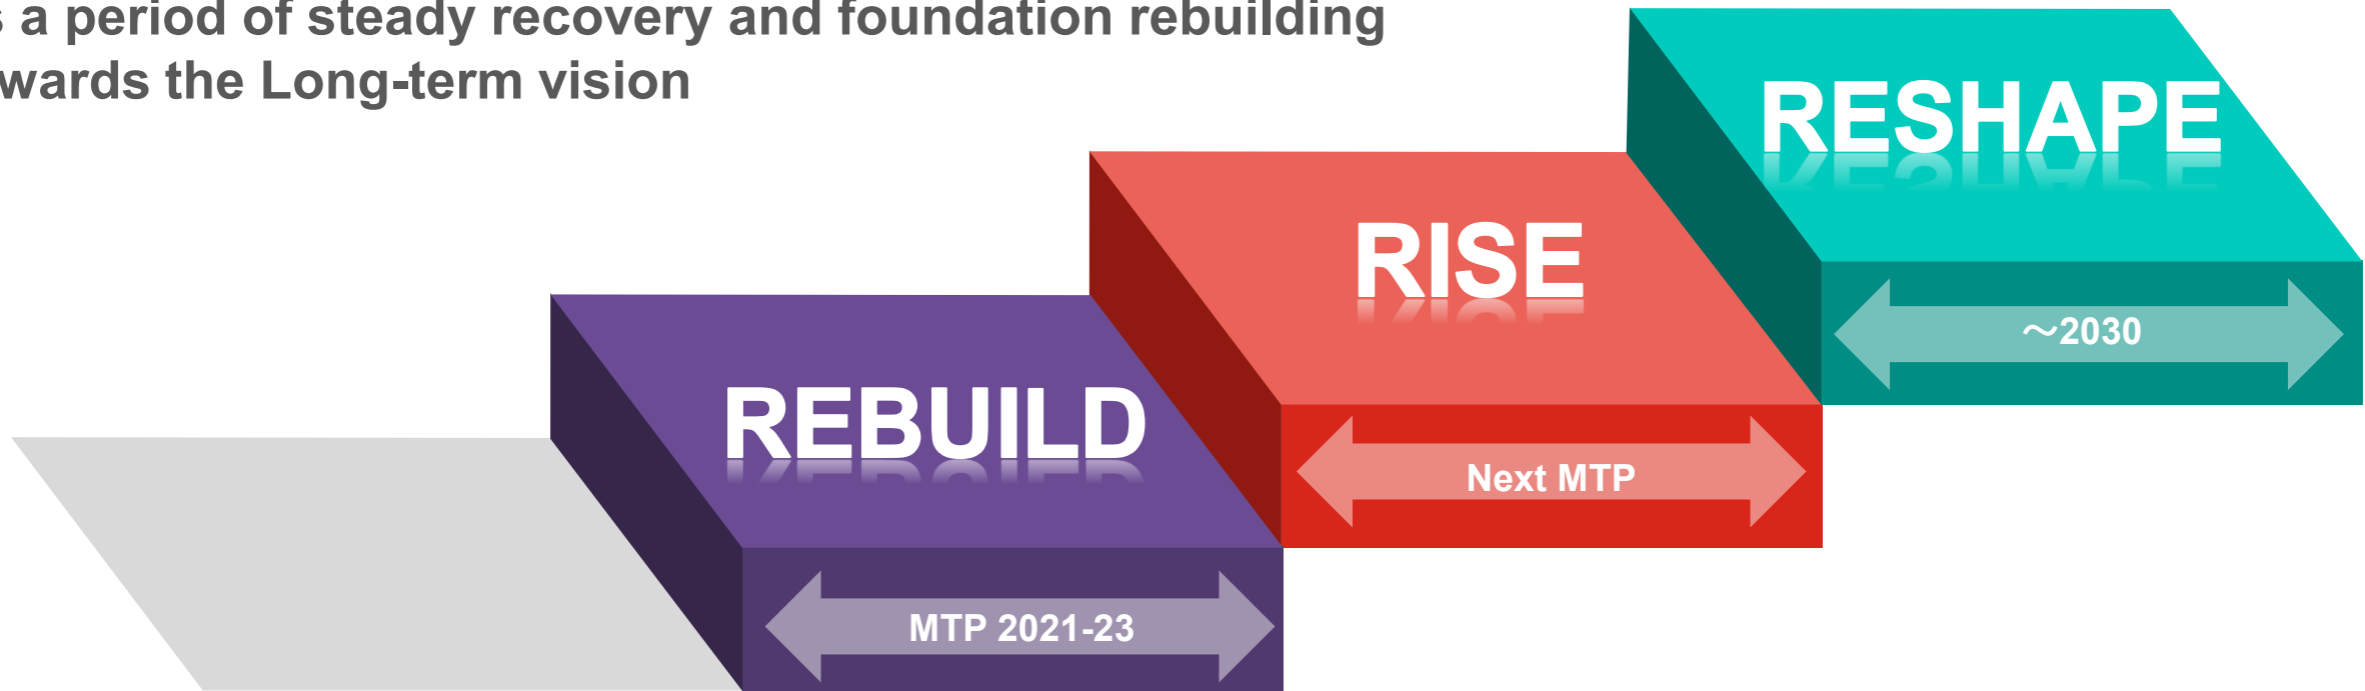 s a period of steady recovery and foundation rebuilding
wards the Long-term vision
RESHAPE
RISE
～2030
REBUILD
Next MTP
MTP 2021-23